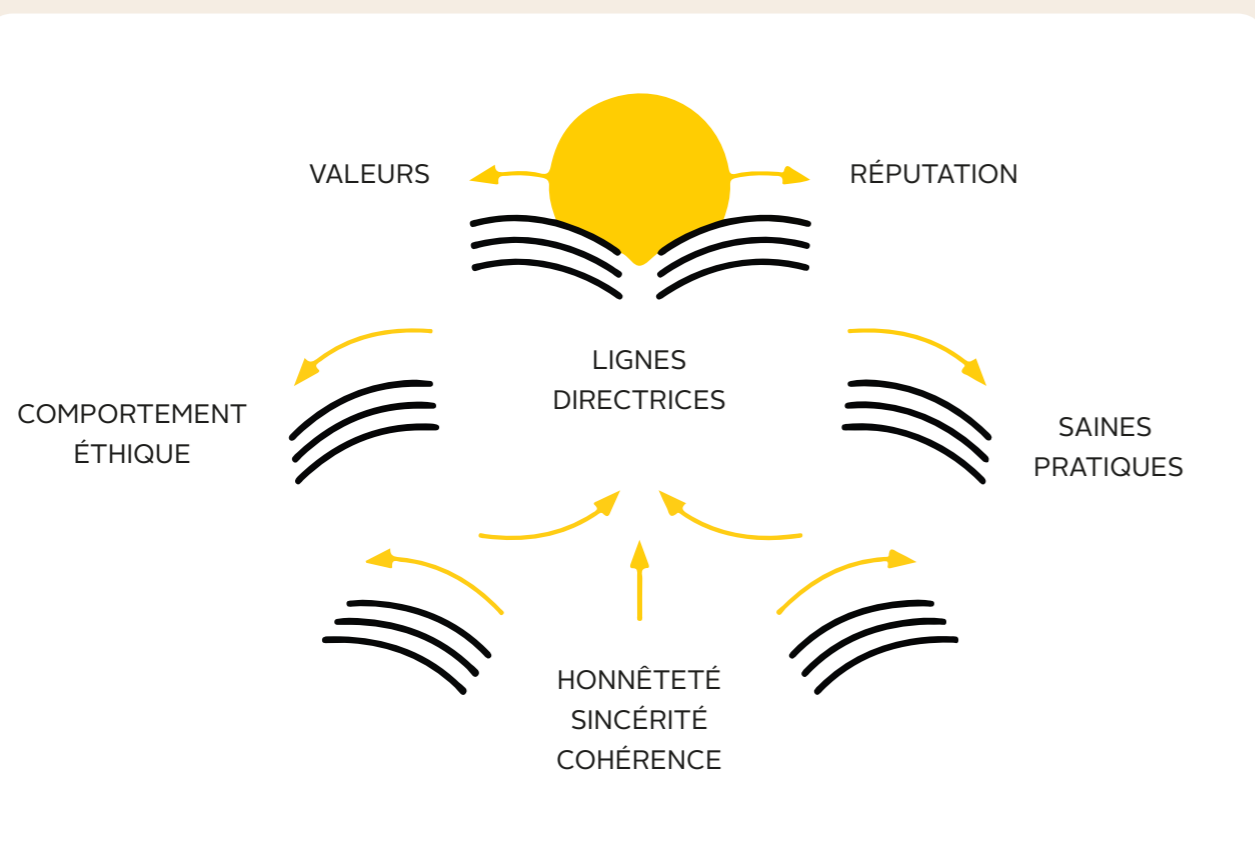 VALEURS
RÉPUTATION
LIGNES
DIRECTRICES
COMPORTEMENT
ÉTHIQUE
SAINES
PRATIQUES
HONNÊTETÉ
SINCÉRITÉ
COHÉRENCE